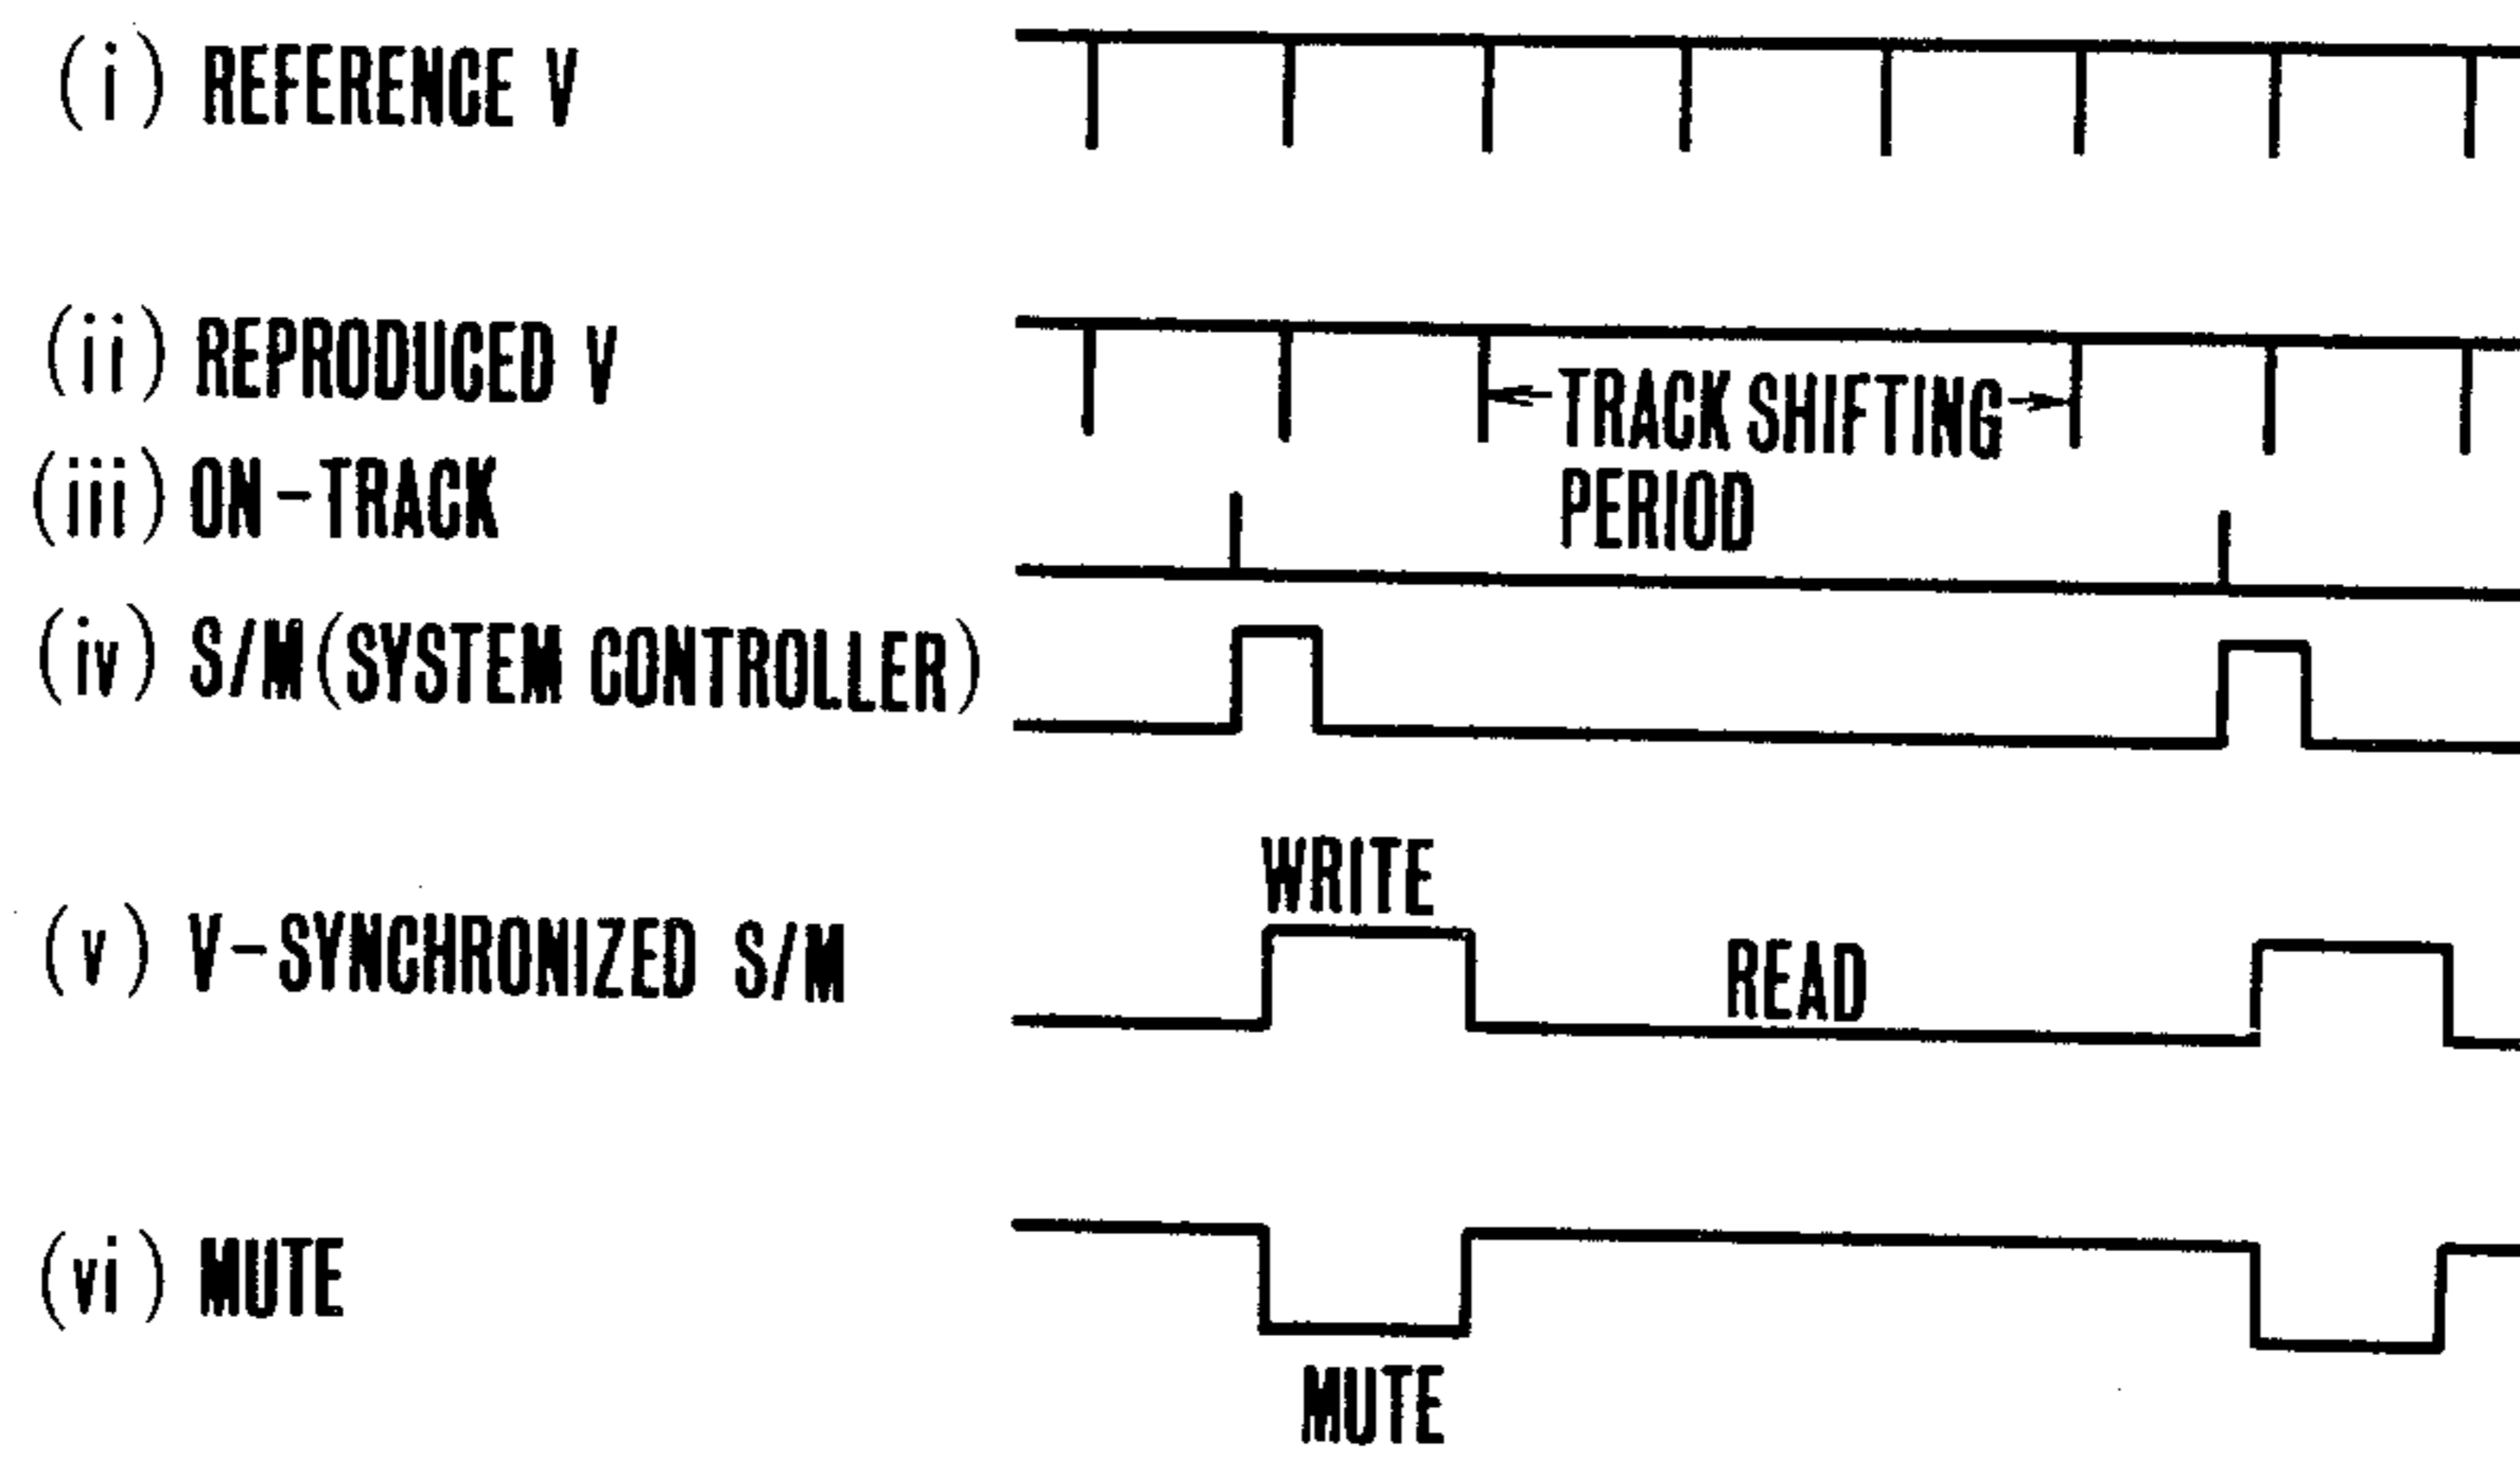 (i) REFERENCE V
(ii) REPRODUCED V
TRACK SHIFTING
PERIOD
(iii) ON-TRACK
(iv) S/M(SYSTEM CONTROLLER)
WRITE
(v) V-SYNCHRONIZED S/M
READ
(vi) MUTE
MUTE